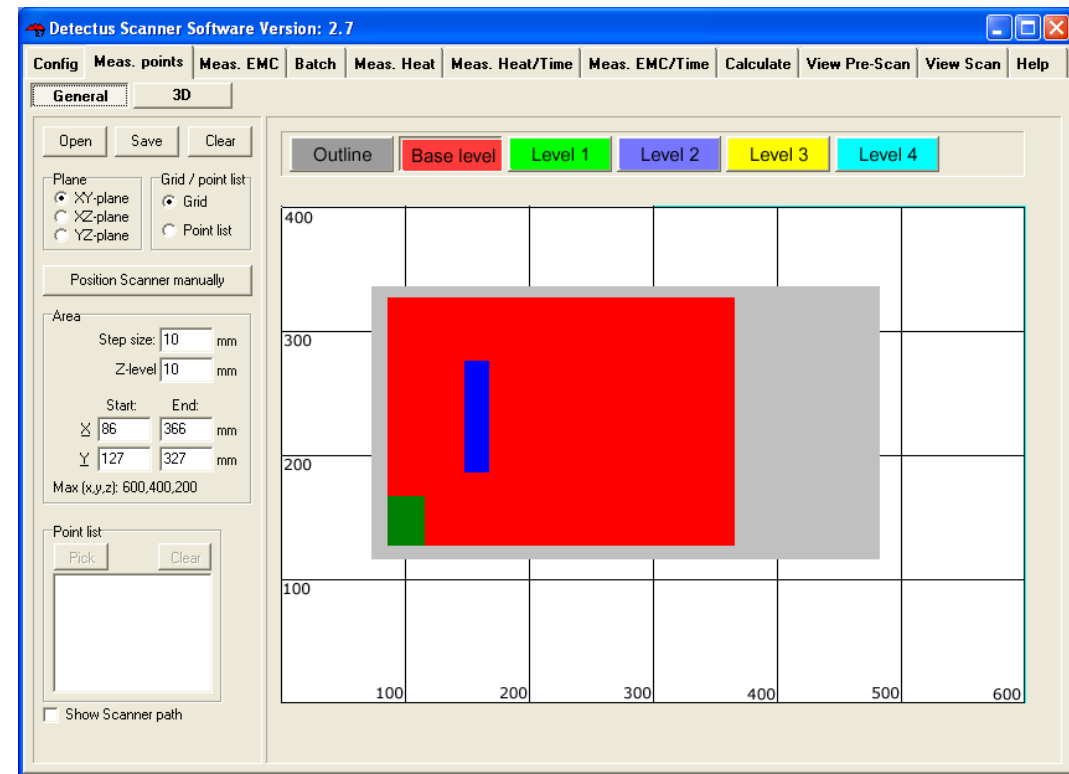 Detectus Scanner Software Version: 2.7
Config Meas. points Meas. EMC Batch Meas. Heat Meas. Heat/Time Meas. EMC/Time Calculate View Pre-Scan View Scan Help
General 3D
Open Save Clear
Outline Base level Level 1 Level 2 Level 3 Level 4
Plane Grid / point list
XY-plane Grid
XZ-plane
YZ-plane Point list
Position Scanner manually
Area
Step size: 10 mm
Z-level 10 mm
Start: End:
X 86 366 mm
Y 127 327 mm
Max (x,y,z): 600,400,200
Point list
Pick Clear
Show Scanner path
400
300
200
100
100 200 300 400 500 600